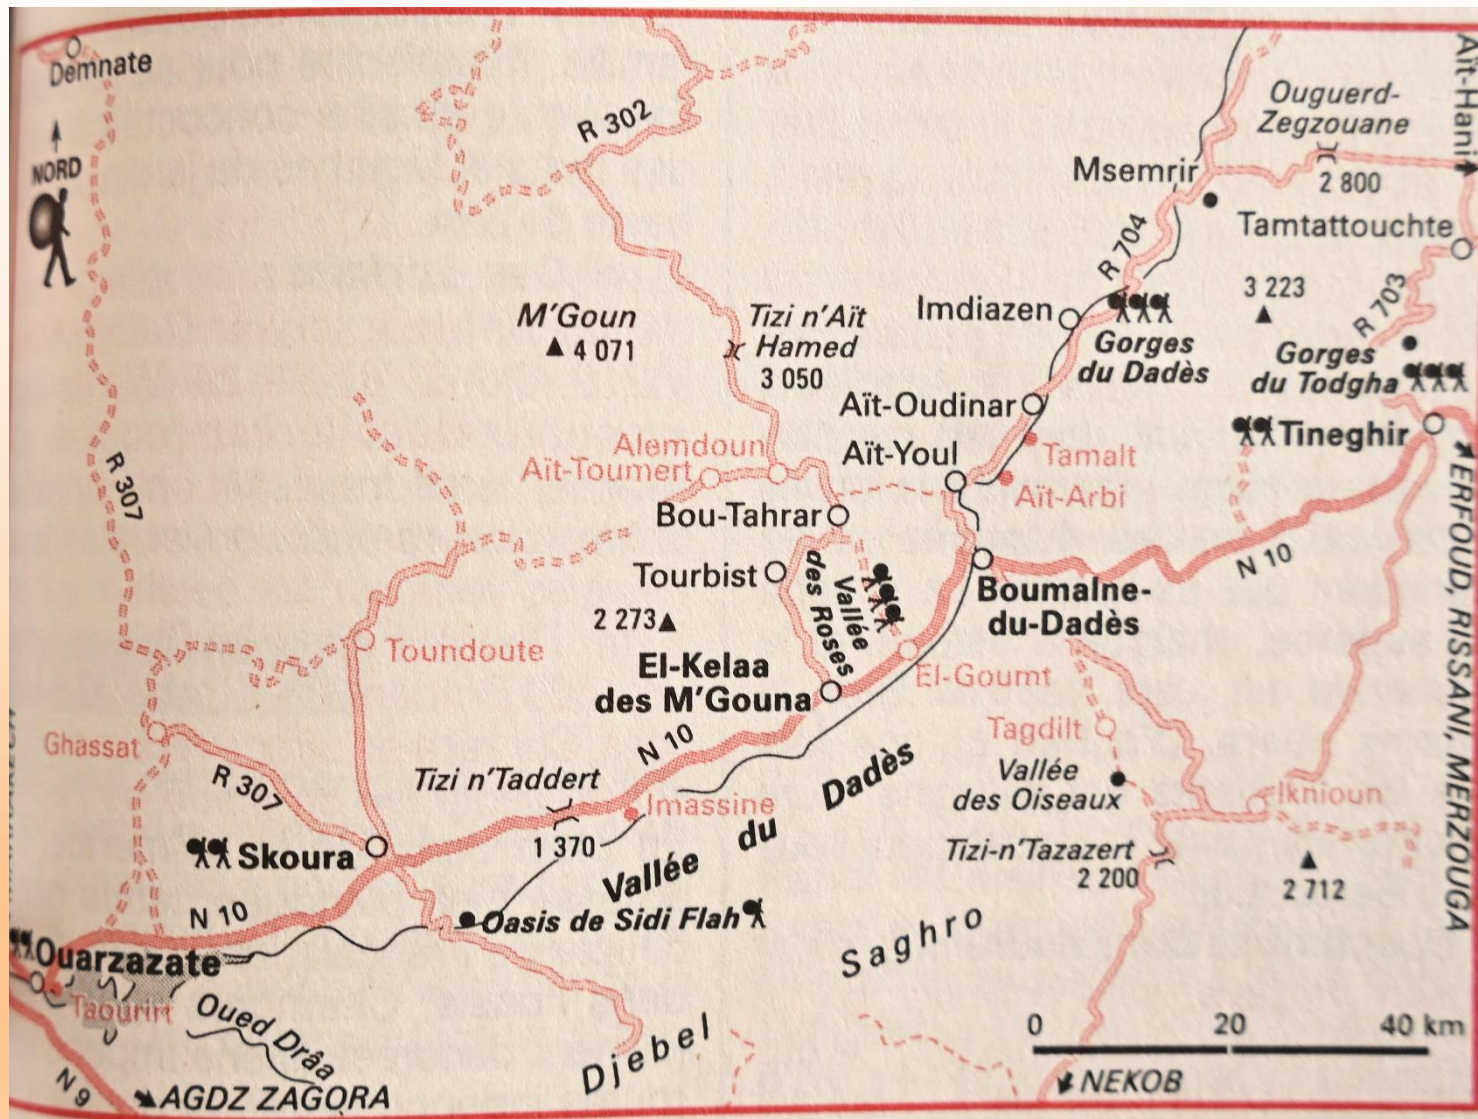 Demnate
NORD
R 302
Ouguerd-
Zegzouane
2 800
Aït-Hani
Msemrir
Tamtattouchte
R 704
3 223
R 703
Imdiazen
M'Goun
4 071
Tizi n'Aït
Hamed
3 050
Gorges
du Dadès
Gorges
du Todgha
Aït-Oudinar
Tineghir
Alemdoun
Aït-Toumert
Aït-Youl
Tamalt
Aït-Arbi
R 307
Bou-Tahrar
N 10
ERFOUD, RISSANI, MERZOUGA
Tourbist
Vallée
des Roses
Boumalne-
du-Dadès
2 273
Toundoute
El-Kelaa
des M'Gouna
El-Goumt
Ghassat
Tagdilt
N 10
R 307
Tizi n'Taddert
1 370
Imassine
Vallée du Dadès
Vallée
des Oiseaux
Iknioun
Skoura
Tizi-n'Tazazert
2 200
2 712
N 10
Oasis de Sidi Flah
Ouarzazate
Taourirt
Oued Drâa
Djebel Saghro
0 20 40 km
N 9
AGDZ ZAGORA
NEKOB